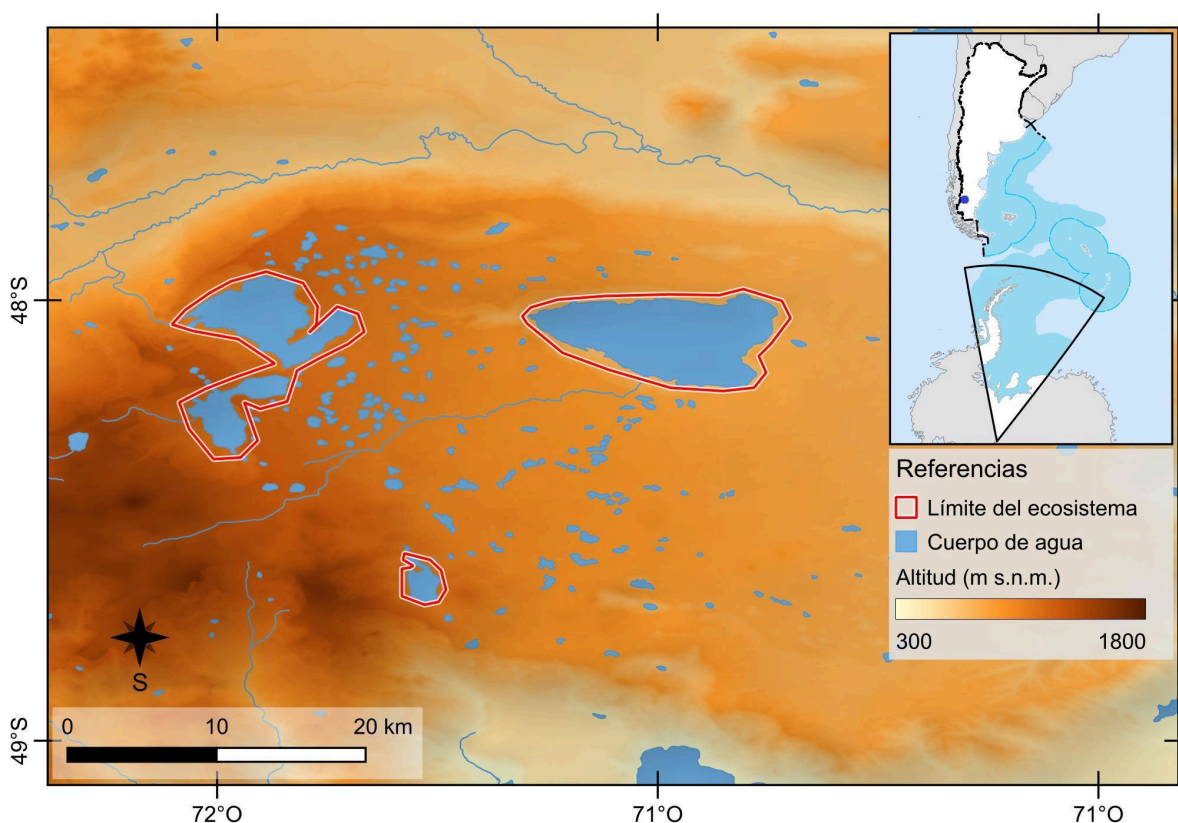 48°S
49°S
Referencias
Límite del ecosistema
Cuerpo de agua
Altitud (m s.n.m.)
300 1800
S
0 10 20 km
72°O 71°O 71°O